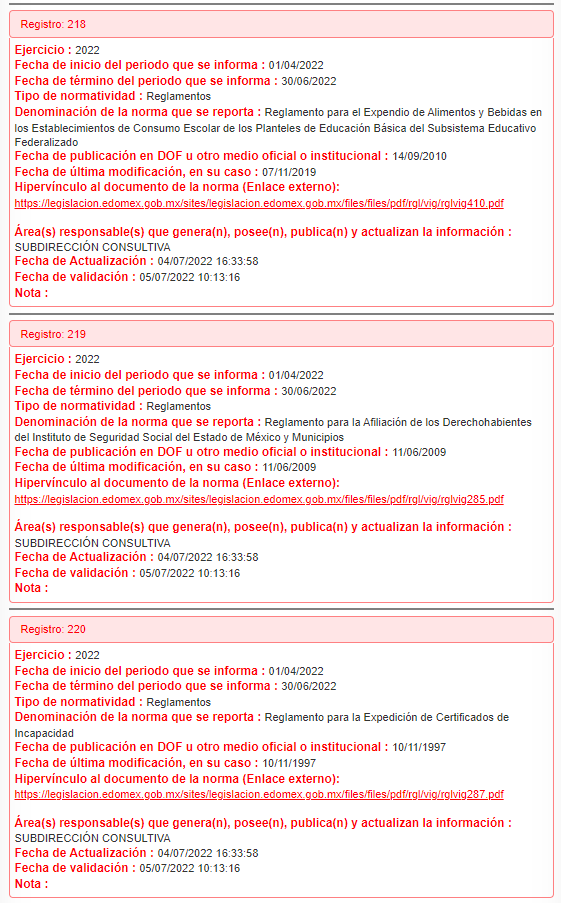 Registro: 218
Ejercicio : 2022
Fecha de inicio del periodo que se informa : 01/04/2022
Fecha de término del periodo que se informa : 30/06/2022
Tipo de normatividad : Reglamentos
Denominación de la norma que se reporta : Reglamento para el Expendio de Alimentos y Bebidas en
los Establecimientos de Consumo Escolar de los Planteles de Educación Básica del Subsistema Educativo
Federalizado
Fecha de publicación en DOF u otro medio oficial o institucional : 14/09/2010
Fecha de última modificación, en su caso : 07/11/2019
Hipervínculo al documento de la norma (Enlace externo):
https://legislacion.edomex.gob.mx/sites/legislacion.edomex.gob.mx/files/files/pdf/rgl/vig/rglvig410.pdf
Área(s) responsable(s) que genera(n), posee(n), publica(n) y actualizan la información :
SUBDIRECCIÓN CONSULTIVA
Fecha de Actualización : 04/07/2022 16:33:58
Fecha de validación : 05/07/2022 10:13:16
Nota :
Registro: 219
Ejercicio : 2022
Fecha de inicio del periodo que se informa : 01/04/2022
Fecha de término del periodo que se informa : 30/06/2022
Tipo de normatividad : Reglamentos
Denominación de la norma que se reporta : Reglamento para la Afiliación de los Derechohabientes
del Instituto de Seguridad Social del Estado de México y Municipios
Fecha de publicación en DOF u otro medio oficial o institucional : 11/06/2009
Fecha de última modificación, en su caso : 11/06/2009
Hipervínculo al documento de la norma (Enlace externo):
https://legislacion.edomex.gob.mx/sites/legislacion.edomex.gob.mx/files/files/pdf/rgl/vig/rglvig285.pdf
Área(s) responsable(s) que genera(n), posee(n), publica(n) y actualizan la información :
SUBDIRECCIÓN CONSULTIVA
Fecha de Actualización : 04/07/2022 16:33:58
Fecha de validación : 05/07/2022 10:13:16
Nota :
Registro: 220
Ejercicio : 2022
Fecha de inicio del periodo que se informa : 01/04/2022
Fecha de término del periodo que se informa : 30/06/2022
Tipo de normatividad : Reglamentos
Denominación de la norma que se reporta : Reglamento para la Expedición de Certificados de
Incapacidad
Fecha de publicación en DOF u otro medio oficial o institucional : 10/11/1997
Fecha de última modificación, en su caso : 10/11/1997
Hipervínculo al documento de la norma (Enlace externo):
https://legislacion.edomex.gob.mx/sites/legislacion.edomex.gob.mx/files/files/pdf/rgl/vig/rglvig287.pdf
Área(s) responsable(s) que genera(n), posee(n), publica(n) y actualizan la información :
SUBDIRECCIÓN CONSULTIVA
Fecha de Actualización : 04/07/2022 16:33:58
Fecha de validación : 05/07/2022 10:13:16
Nota :